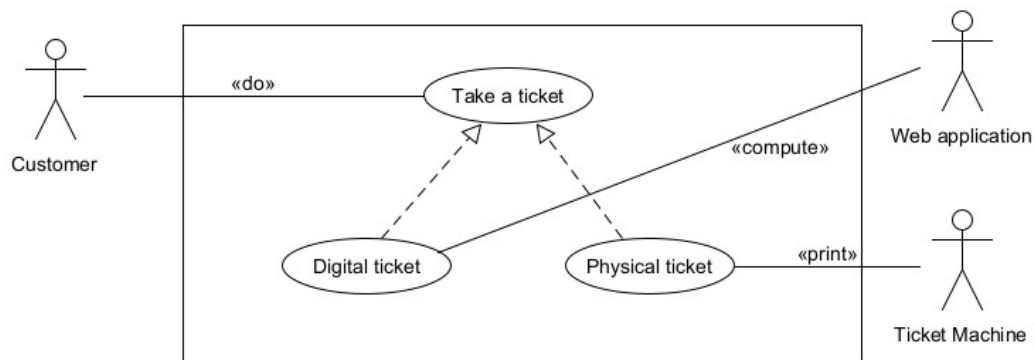 «do»
Take a ticket
Customer
Web application
«compute»
Digital ticket
Physical ticket
«print»
Ticket Machine